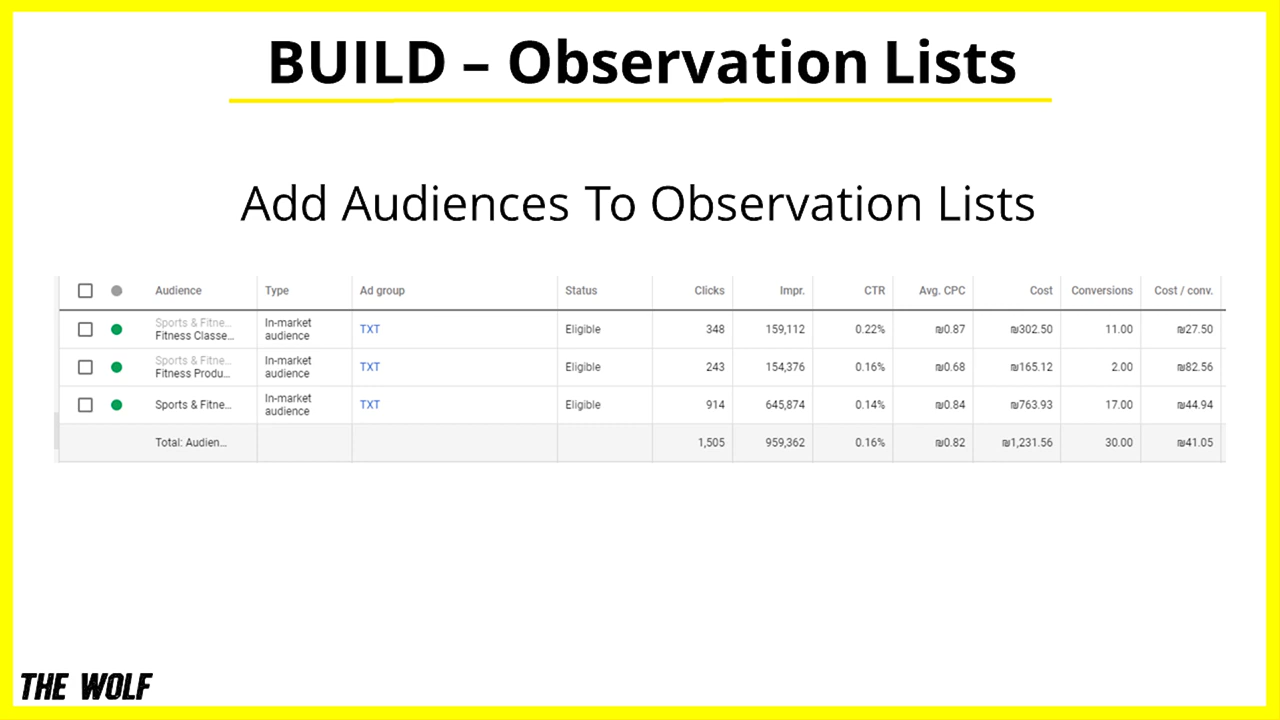 BUILD – Observation Lists
Add Audiences To Observation Lists
Audience Type Ad group Status Clicks Impr. CTR Avg. CPC Cost Conversions Cost / conv.
Sports & Fitne...
Fitness Classe...
In-market
audience
TXT Eligible 348 159,112 0.22% ₪0.87 ₪302.50 11.00 ₪27.50
Sports & Fitne...
Fitness Produ...
In-market
audience
TXT Eligible 243 154,376 0.16% ₪0.68 ₪165.12 2.00 ₪82.56
Sports & Fitne...
In-market
audience
TXT Eligible 914 645,874 0.14% ₪0.84 ₪763.93 17.00 ₪44.94
Total: Audien... 1,505 959,362 0.16% ₪0.82 ₪1,231.56 30.00 ₪41.05
THE WOLF